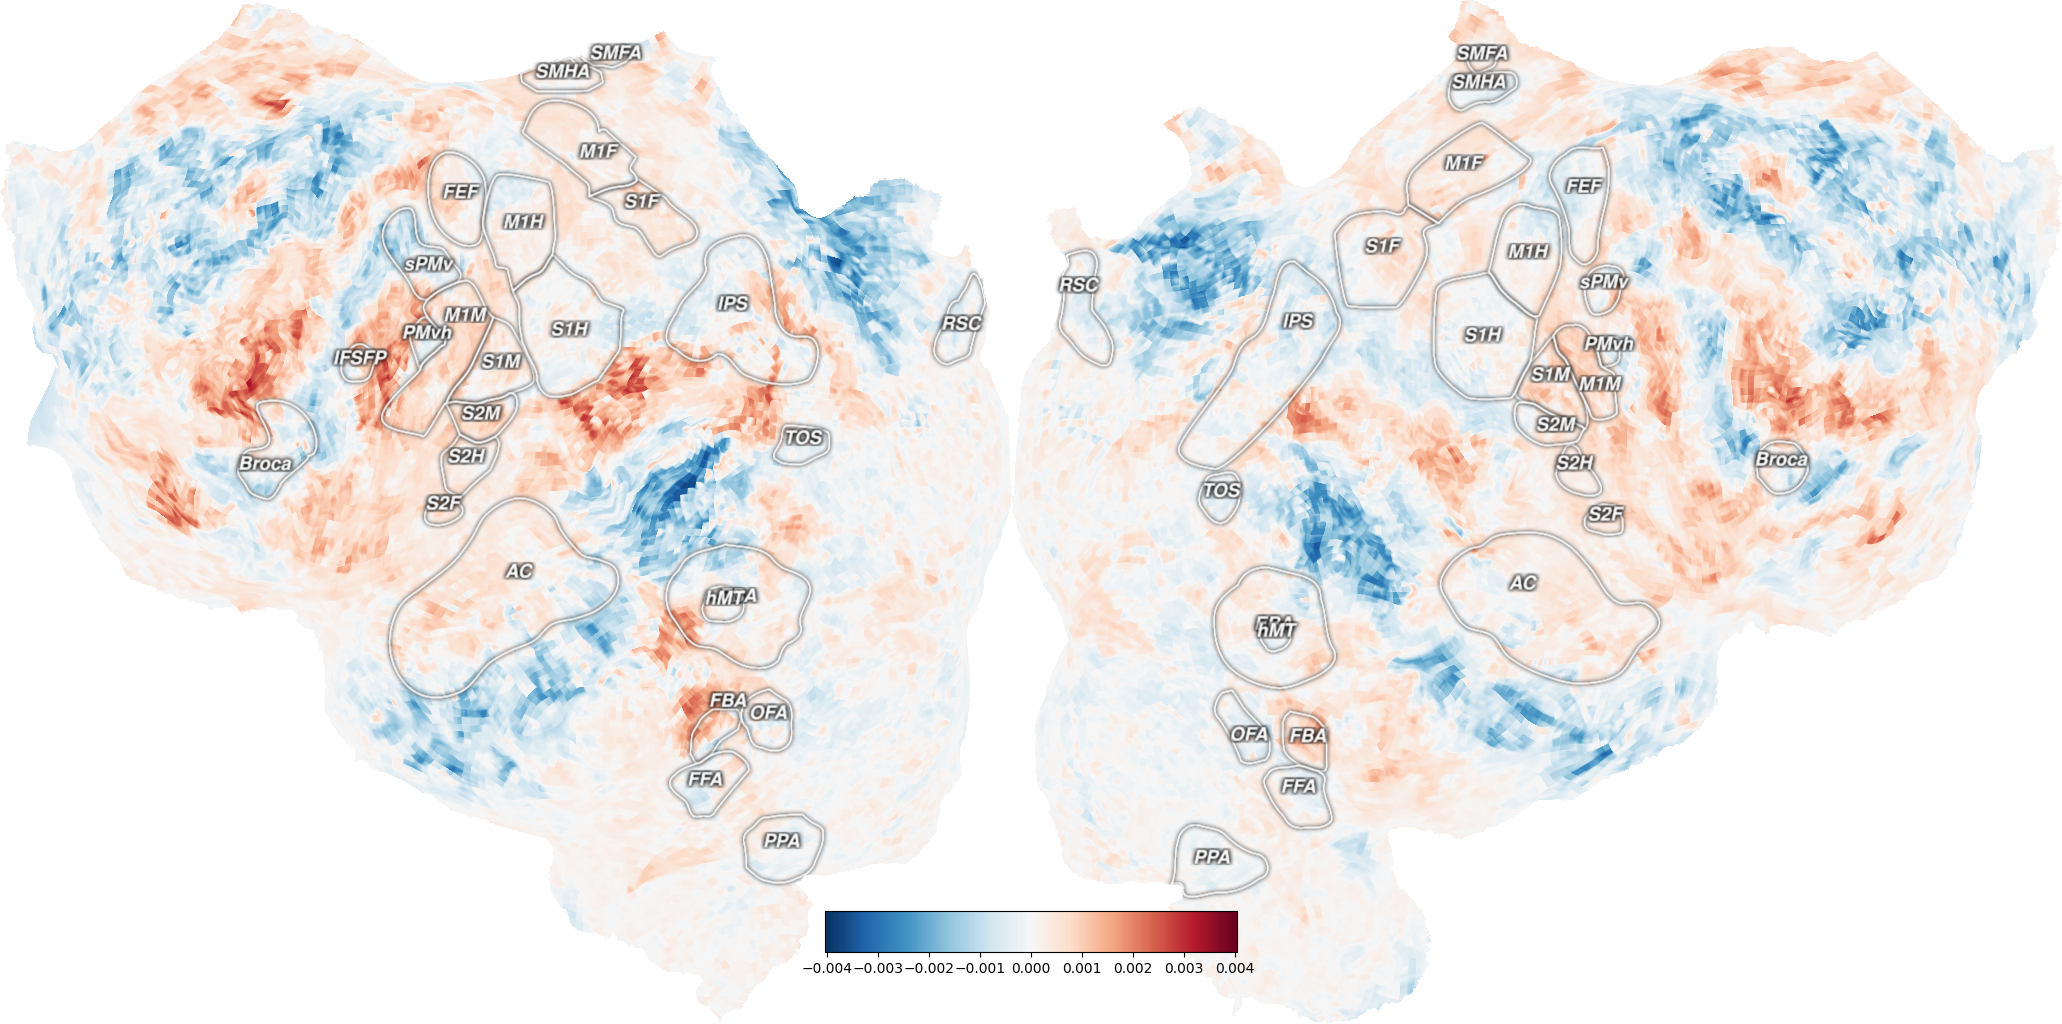 SMFA
SMHA
M1F
FEF
M1H
S1F
sPMv
IPS
M1M
PMvh
S1H
RSC
IFSFP
S1M
S2M
TOS
Broca
S2H
S2F
AC
hMT
FBA
OFA
FFA
PPA
SMFA
SMHA
M1F
FEF
S1F
M1H
RSC
sPMv
IPS
S1H
PMvh
S1M
M1M
S2M
Broca
S2H
TOS
S2F
AC
hMT
OFA
FBA
FFA
PPA
−0.004 −0.003 −0.002 −0.001 0.000 0.001 0.002 0.003 0.004